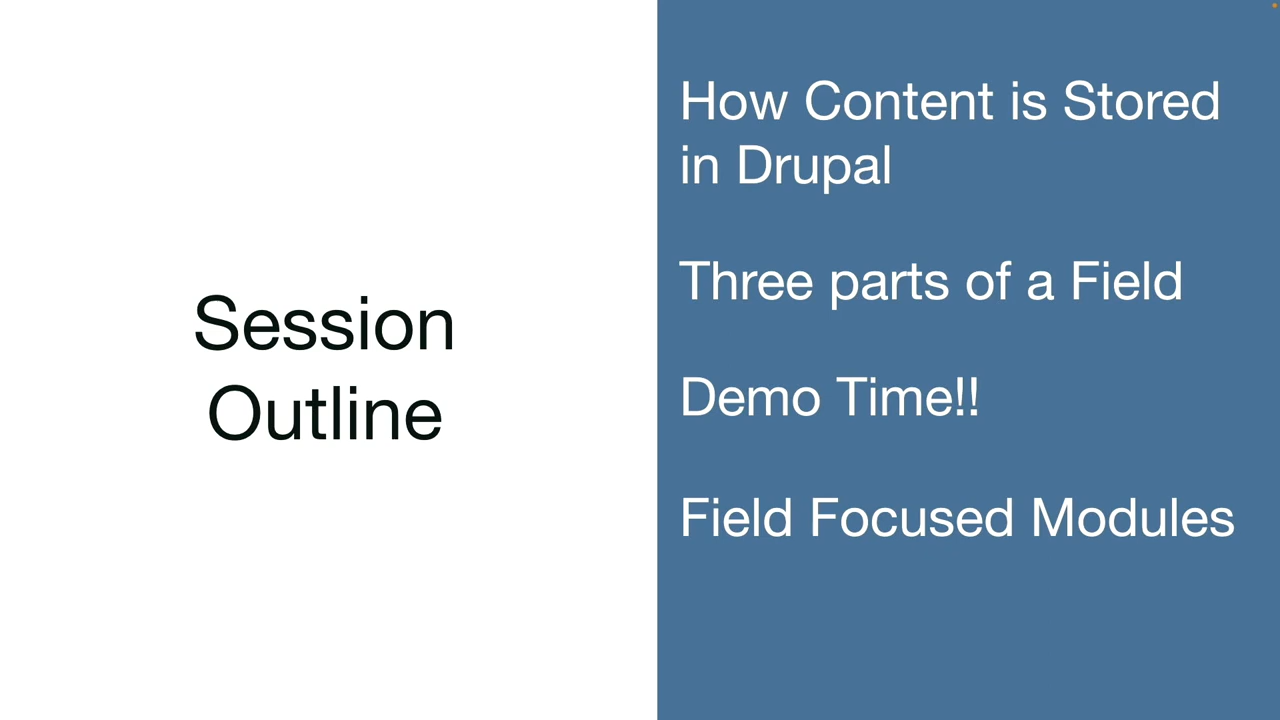 Session
Outline
How Content is Stored
in Drupal
Three parts of a Field
Demo Time!!
Field Focused Modules